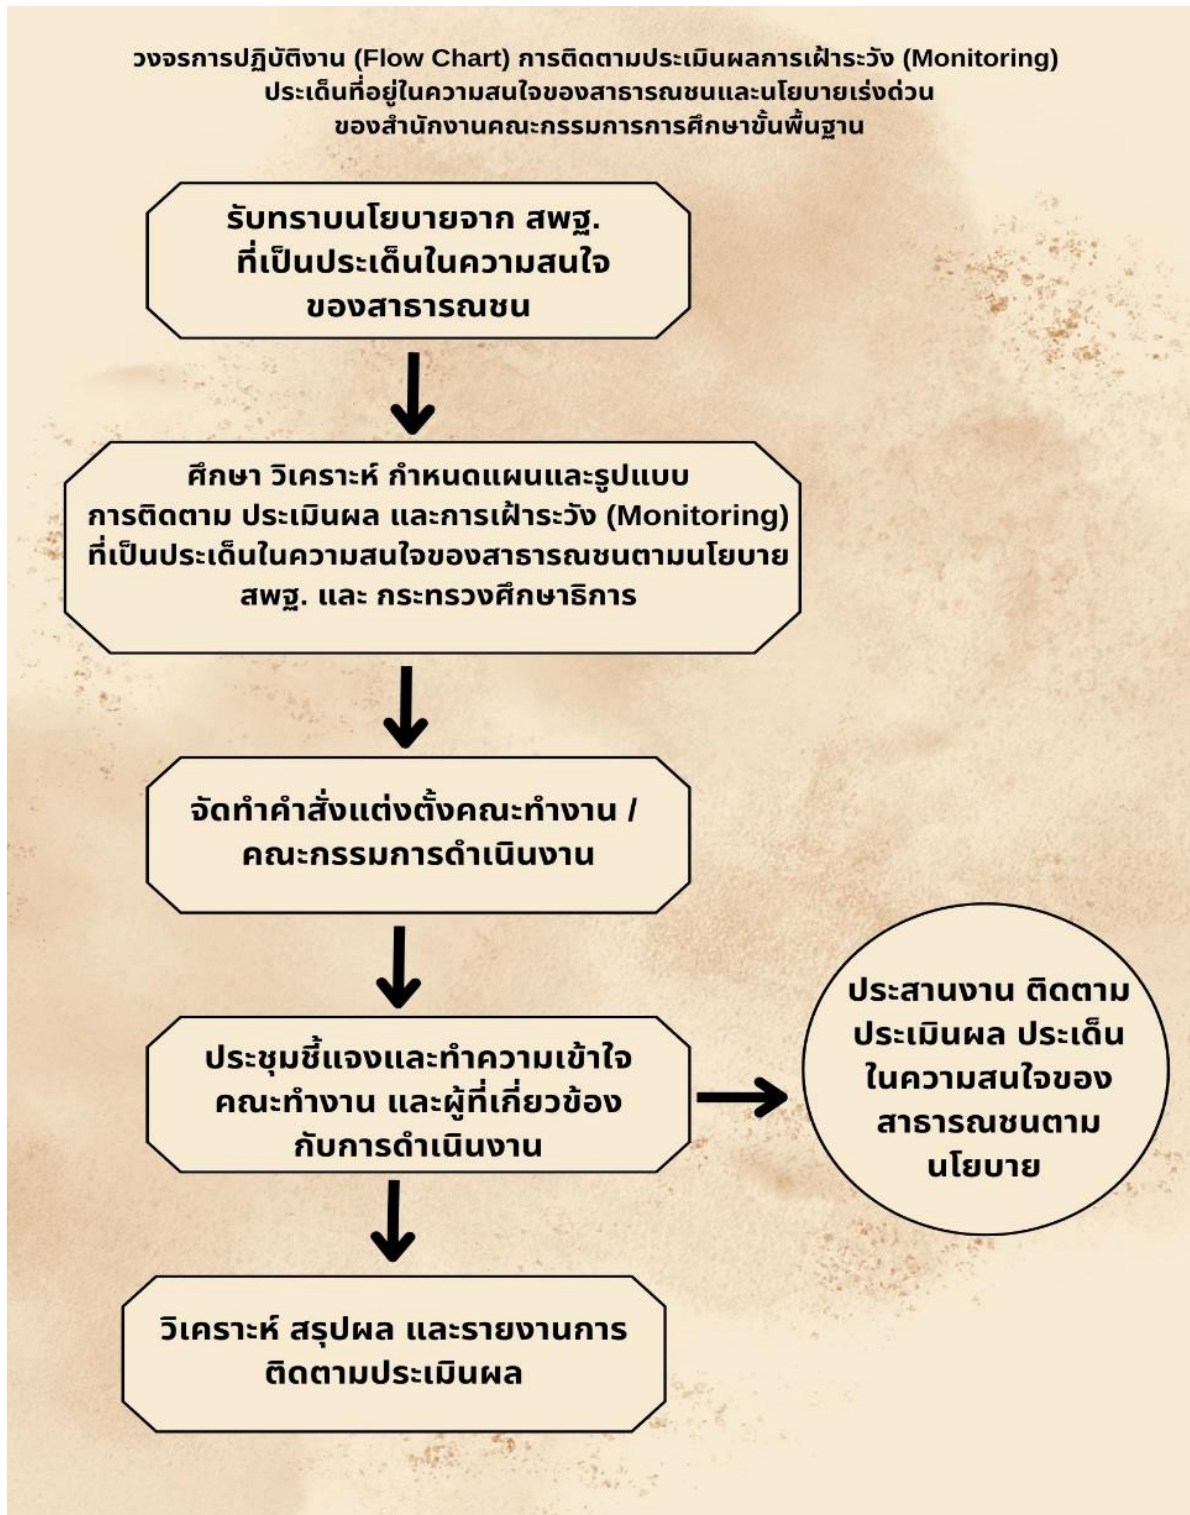 วงจรการปฏิบัติงาน (Flow Chart) การติดตามประเมินผลการเฝ้าระวัง (Monitoring)
ประเด็นที่อยู่ในความสนใจของสาธารณชนและนโยบายเร่งด่วน
ของสำนักงานคณะกรรมการการศึกษาขั้นพื้นฐาน
รับทราบนโยบายจาก สพฐ.
ที่เป็นประเด็นในความสนใจ
ของสาธารณชน
ศึกษา วิเคราะห์ กำหนดแผนและรูปแบบ
การติดตาม ประเมินผล และการเฝ้าระวัง (Monitoring)
ที่เป็นประเด็นในความสนใจของสาธารณชนตามนโยบาย
สพฐ. และ กระทรวงศึกษาธิการ
จัดทำคำสั่งแต่งตั้งคณะทำงาน /
คณะกรรมการดำเนินงาน
ประชุมชี้แจงและทำความเข้าใจ
คณะทำงาน และผู้ที่เกี่ยวข้อง
กับการดำเนินงาน
ประสานงาน ติดตาม
ประเมินผล ประเด็น
ในความสนใจของ
สาธารณชนตาม
นโยบาย
วิเคราะห์ สรุปผล และรายงานการ
ติดตามประเมินผล